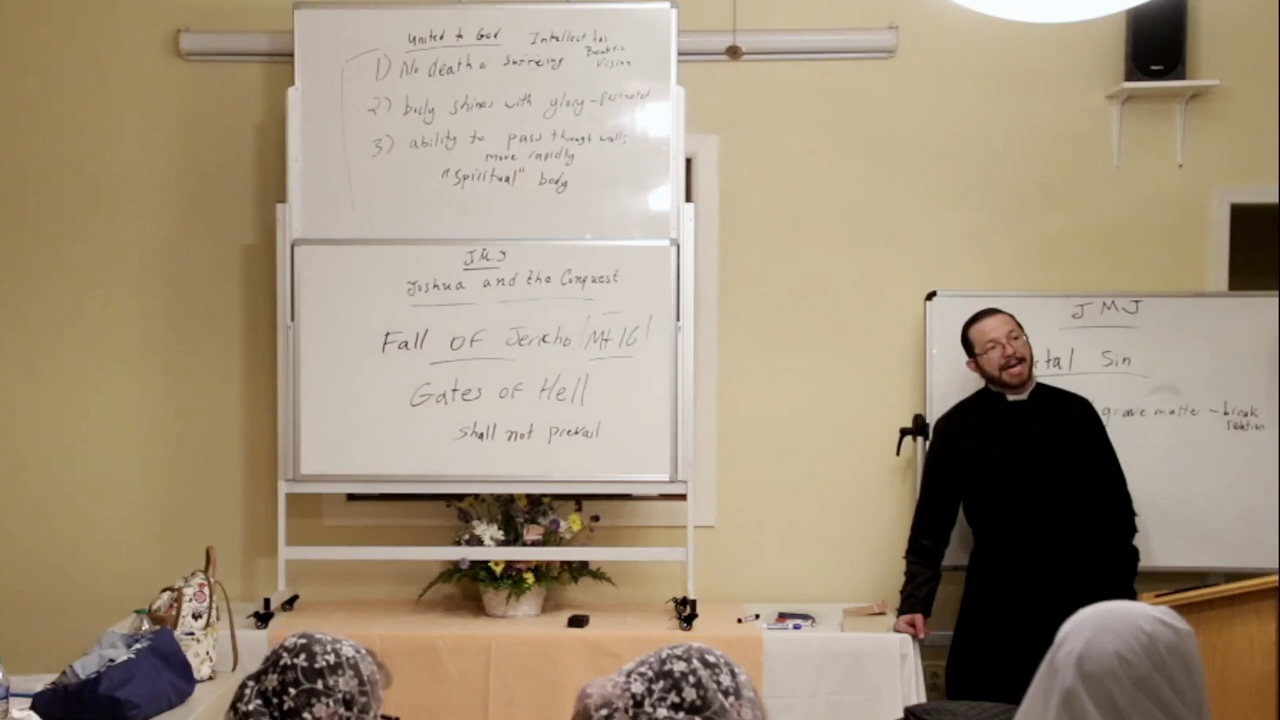 United to God Intellect has
Beatific
Vision
1) No death or suffering
2) body shines with glory -
3) ability to pass through walls
move rapidly
"Spiritual" body
J.M.J
Joshua and the Conquest
Fall OF Jericho Mt 16
Gates of Hell
shall not prevail
J M J
tal Sin
grave matter - break
relation